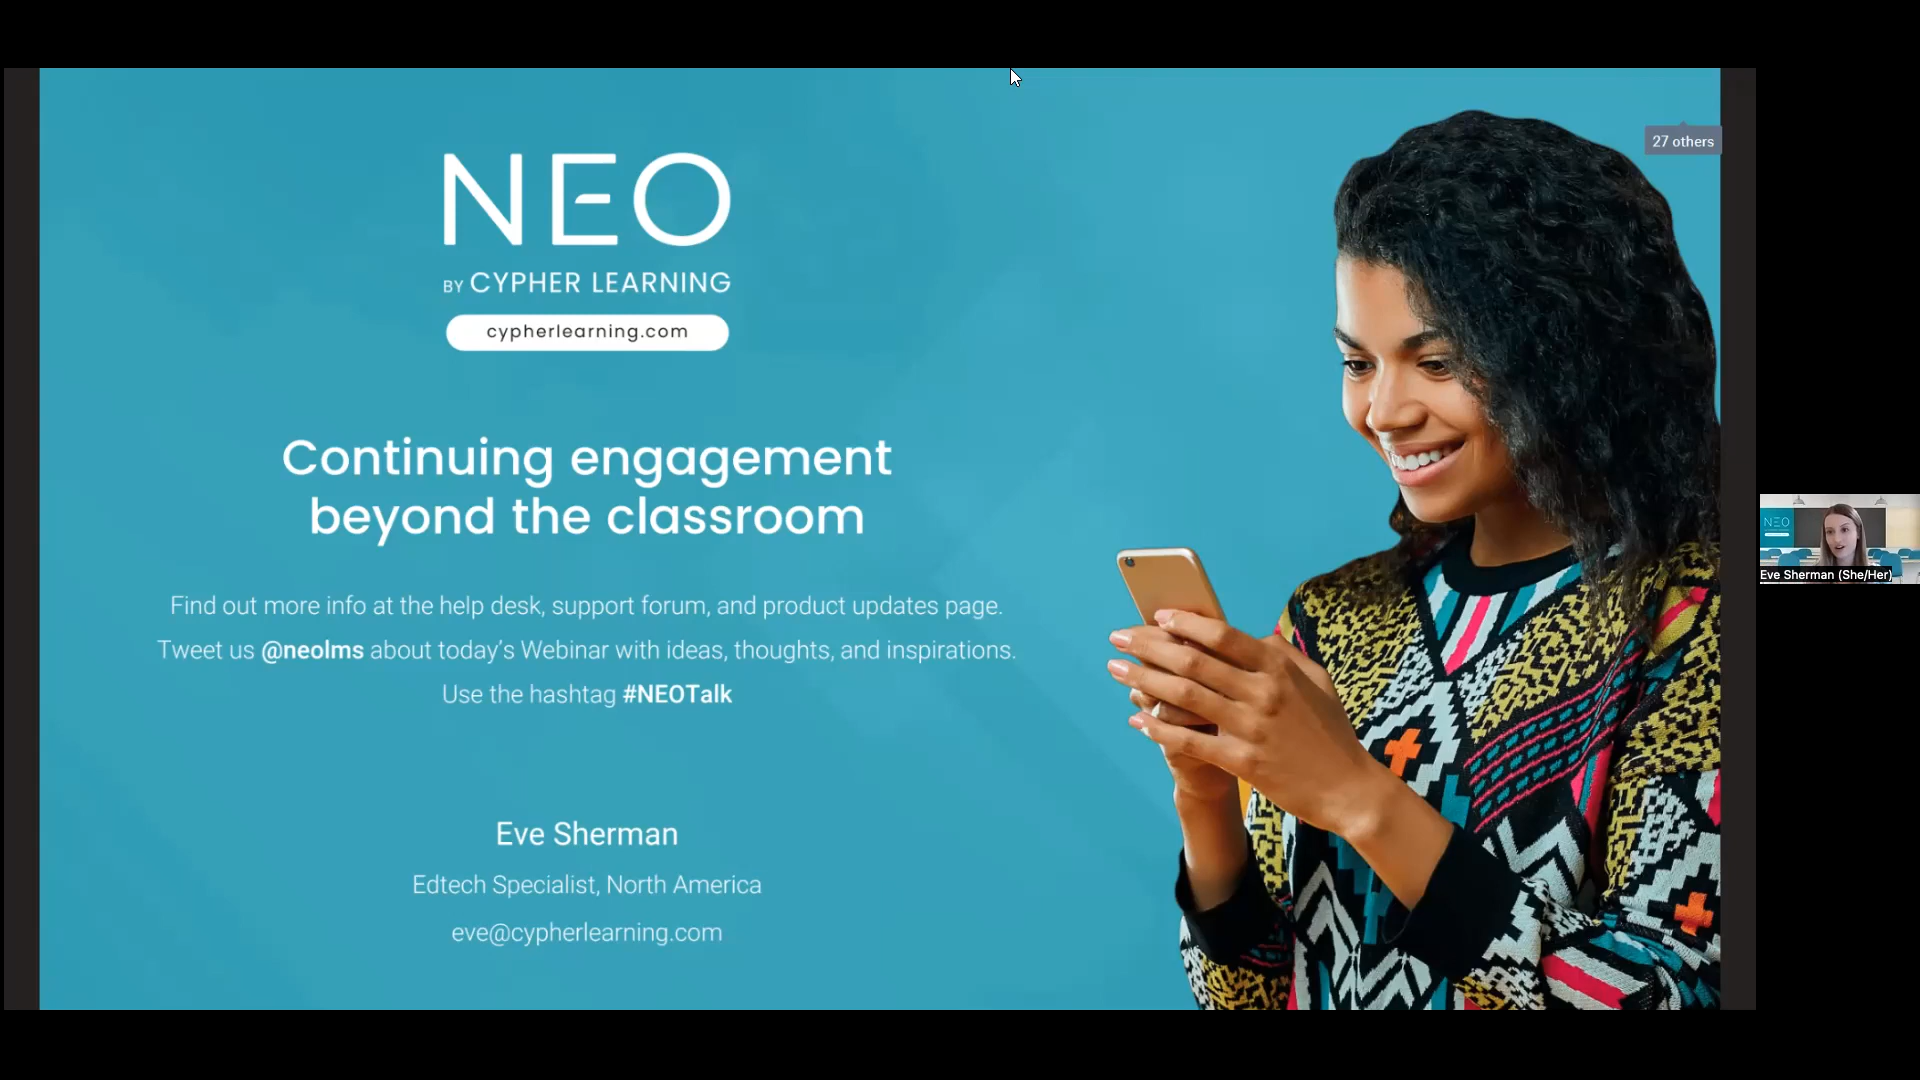 NEO
BY CYPHER LEARNING
cypherlearning.com
Continuing engagement
beyond the classroom
Find out more info at the help desk, support forum, and product updates page.
Tweet us @neolms about today's Webinar with ideas, thoughts, and inspirations.
Use the hashtag #NEOTalk
Eve Sherman
Edtech Specialist, North America
eve@cypherlearning.com
27 others
NEO
Eve Sherman (She/Her)